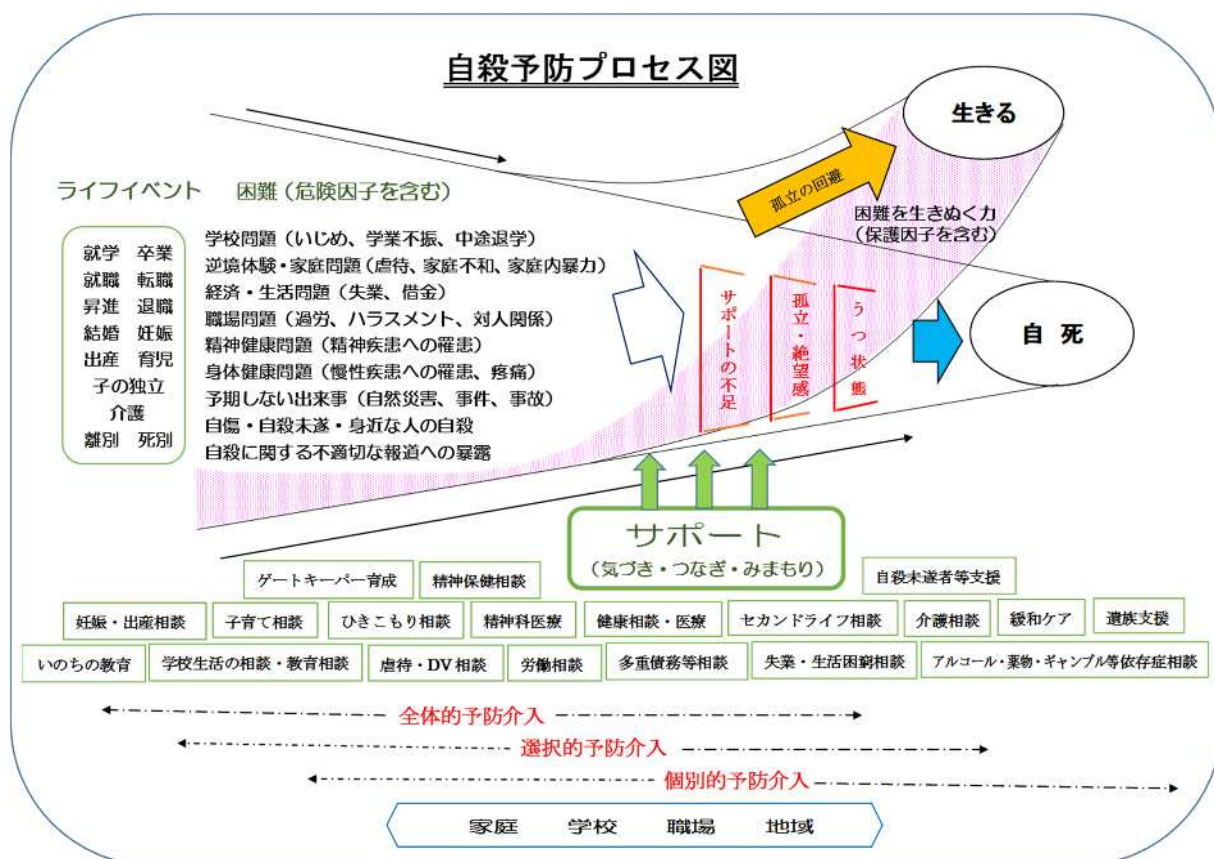 自殺予防プロセス図
生きる
孤立の回避
困難を生きぬく力
(保護因子を含む)
ライフイベント
困難(危険因子を含む)
就学 卒業
就職 転職
昇進 退職
結婚 妊娠
出産 育児
子の独立
介護
離別 死別
学校問題(いじめ、学業不振、中途退学)
逆境体験・家庭問題(虐待、家庭不和、家庭内暴力)
経済・生活問題(失業、借金)
職場問題(過労、ハラスメント、対人関係)
精神健康問題(精神疾患への罹患)
身体健康問題(慢性疾患への罹患、疼痛)
予期しない出来事(自然災害、事件、事故)
自傷・自殺未遂・身近な人の自殺
自殺に関する不適切な報道への暴露
サポートの不足
孤立・絶望感
うつ状態
自 死
サポート
(気づき・つなぎ・みまもり)
ゲートキーパー育成
精神保健相談
自殺未遂者等支援
妊娠・出産相談
子育て相談
ひきこもり相談
精神科医療
健康相談・医療
セカンドライフ相談
介護相談
緩和ケア
遺族支援
いのちの教育
学校生活の相談・教育相談
虐待・DV相談
労働相談
多重債務等相談
失業・生活困窮相談
アルコール・薬物・ギャンブル等依存症相談
全体的予防介入
選択的予防介入
個別的予防介入
家庭 学校 職場 地域